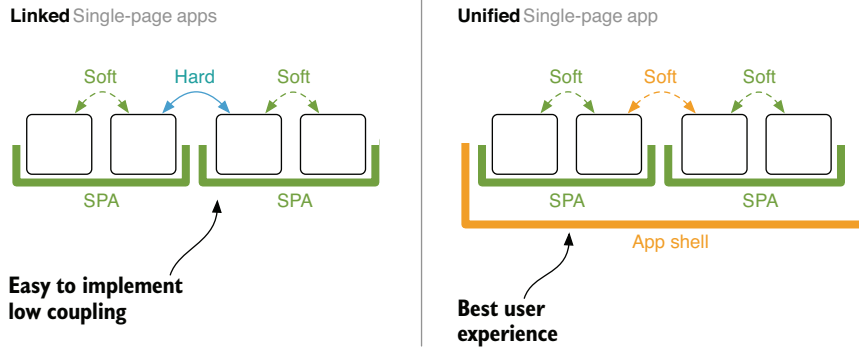 Linked Single-page apps
Soft
Hard
Soft
SPA
SPA
Easy to implement
low coupling
Unified Single-page app
Soft
Soft
Soft
SPA
SPA
App shell
Best user
experience